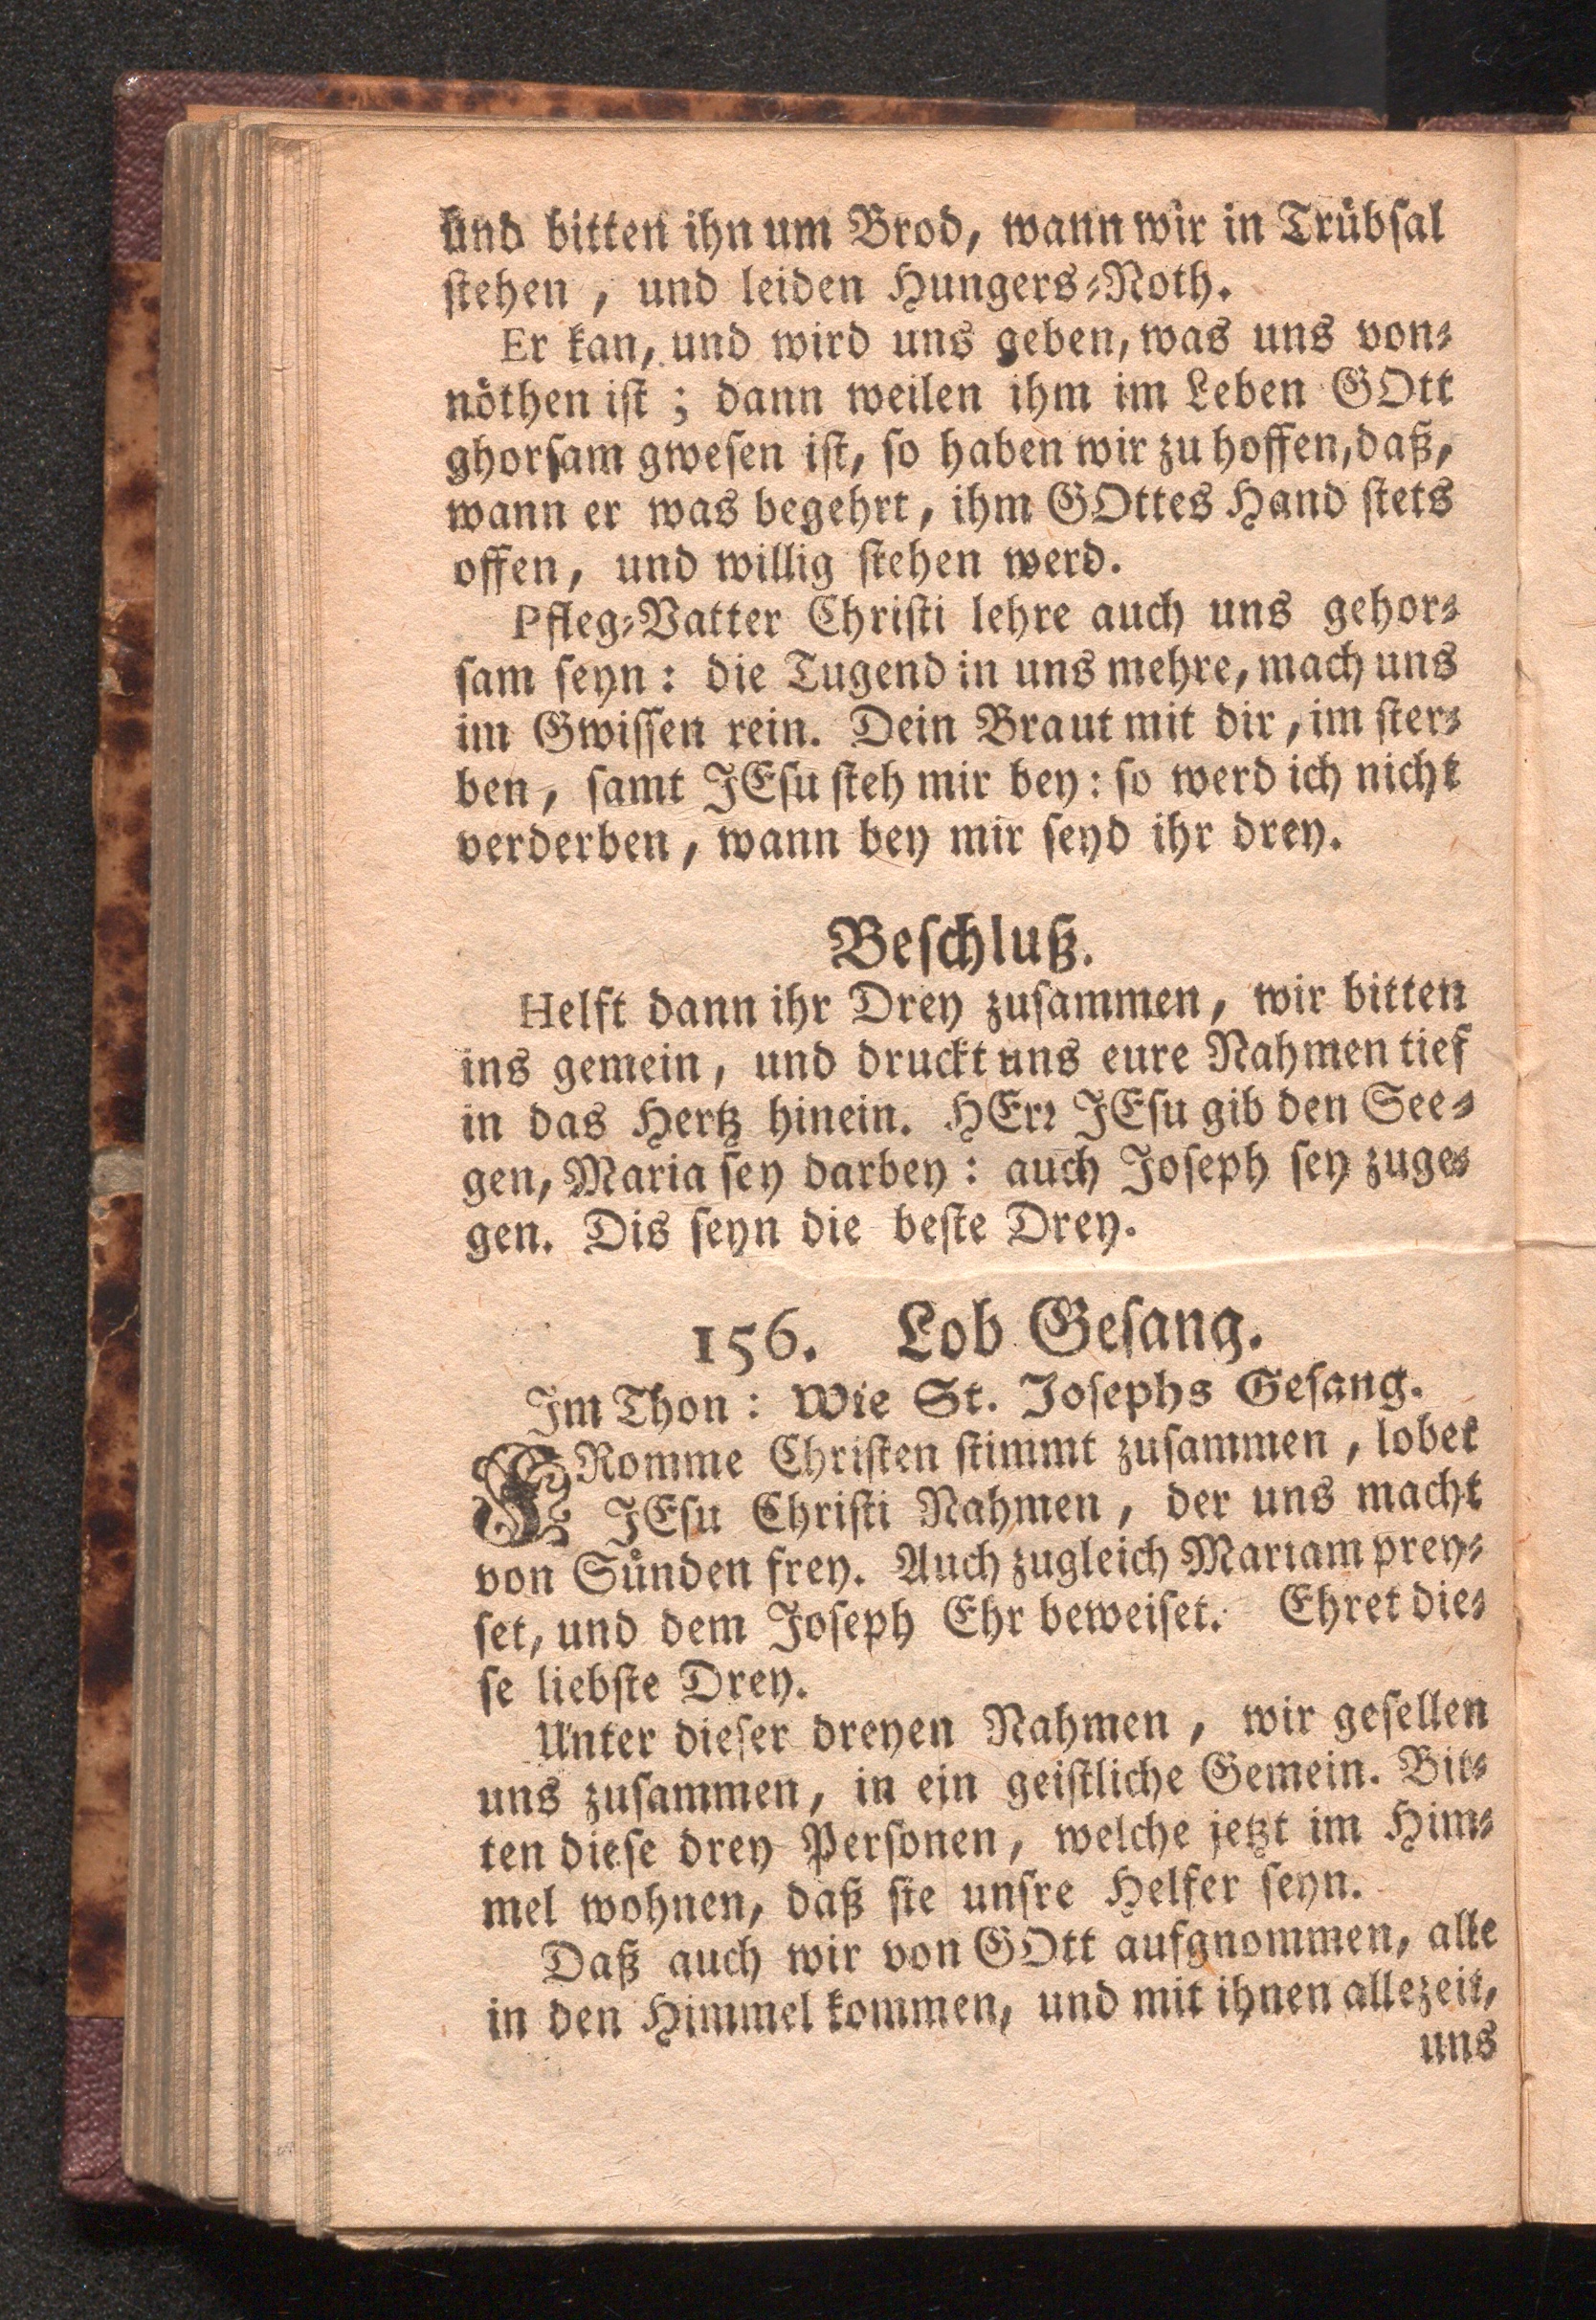 und bitten ihn um Brod, wann wir in Trübsal
stehen, und leiden Hungers-Noth.
Er kan, und wird uns geben, was uns von-
nöthen ist; dann weilen ihm im Leben GOtt
ghorsam gwesen ist, so haben wir zu hoffen, daß,
wann er was begehrt, ihm GOttes Hand stets
offen, und willig stehen werd.
Pfleg-Vatter Christi lehre auch uns gehor-
sam seyn: die Tugend in uns mehre, mach uns
im Gwissen rein. Dein Braut mit dir, im ster-
ben, samt JEsu steh mir bey: so werd ich nicht
verderben, wann bey mir seyd ihr drey.
Beschluß.
Helft dann ihr Drey zusammen, wir bitten
ins gemein, und druckt uns eure Nahmen tief
in das Hertz hinein. HErr JEsu gib den See-
gen, Maria sey darbey: auch Joseph sey zuge-
gen. Dis seyn die beste Drey.
156. Lob Gesang.
Im Thon: Wie St. Josephs Gesang.
FRomme Christen stimmt zusammen, lobet
JEsu Christi Nahmen, der uns macht
von Sünden frey. Auch zugleich Mariam prey-
set, und dem Joseph Ehr beweiset. Ehret die-
se liebste Drey.
Unter dieser dreyen Nahmen, wir gesellen
uns zusammen, in ein geistliche Gemein. Bit-
ten diese drey Personen, welche jetzt im Him-
mel wohnen, daß sie unsre Helfer seyn.
Daß auch wir von GOtt aufgnommen, alle
in den Himmel kommen, und mit ihnen allezeit,
uns